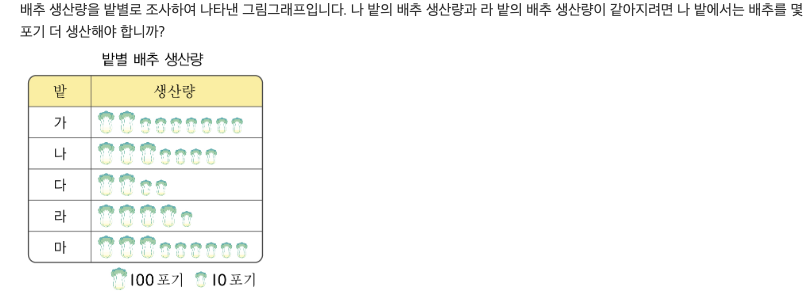 배추 생산량을 밭별로 조사하여 나타낸 그림그래프입니다. 나 밭의 배추 생산량과 라 밭의 배추 생산량이 같아지려면 나 밭에서는 배추를 몇
포기 더 생산해야 합니까?
밭별 배추 생산량
밭 생산량
가
나
다
라
마
100 포기 10 포기